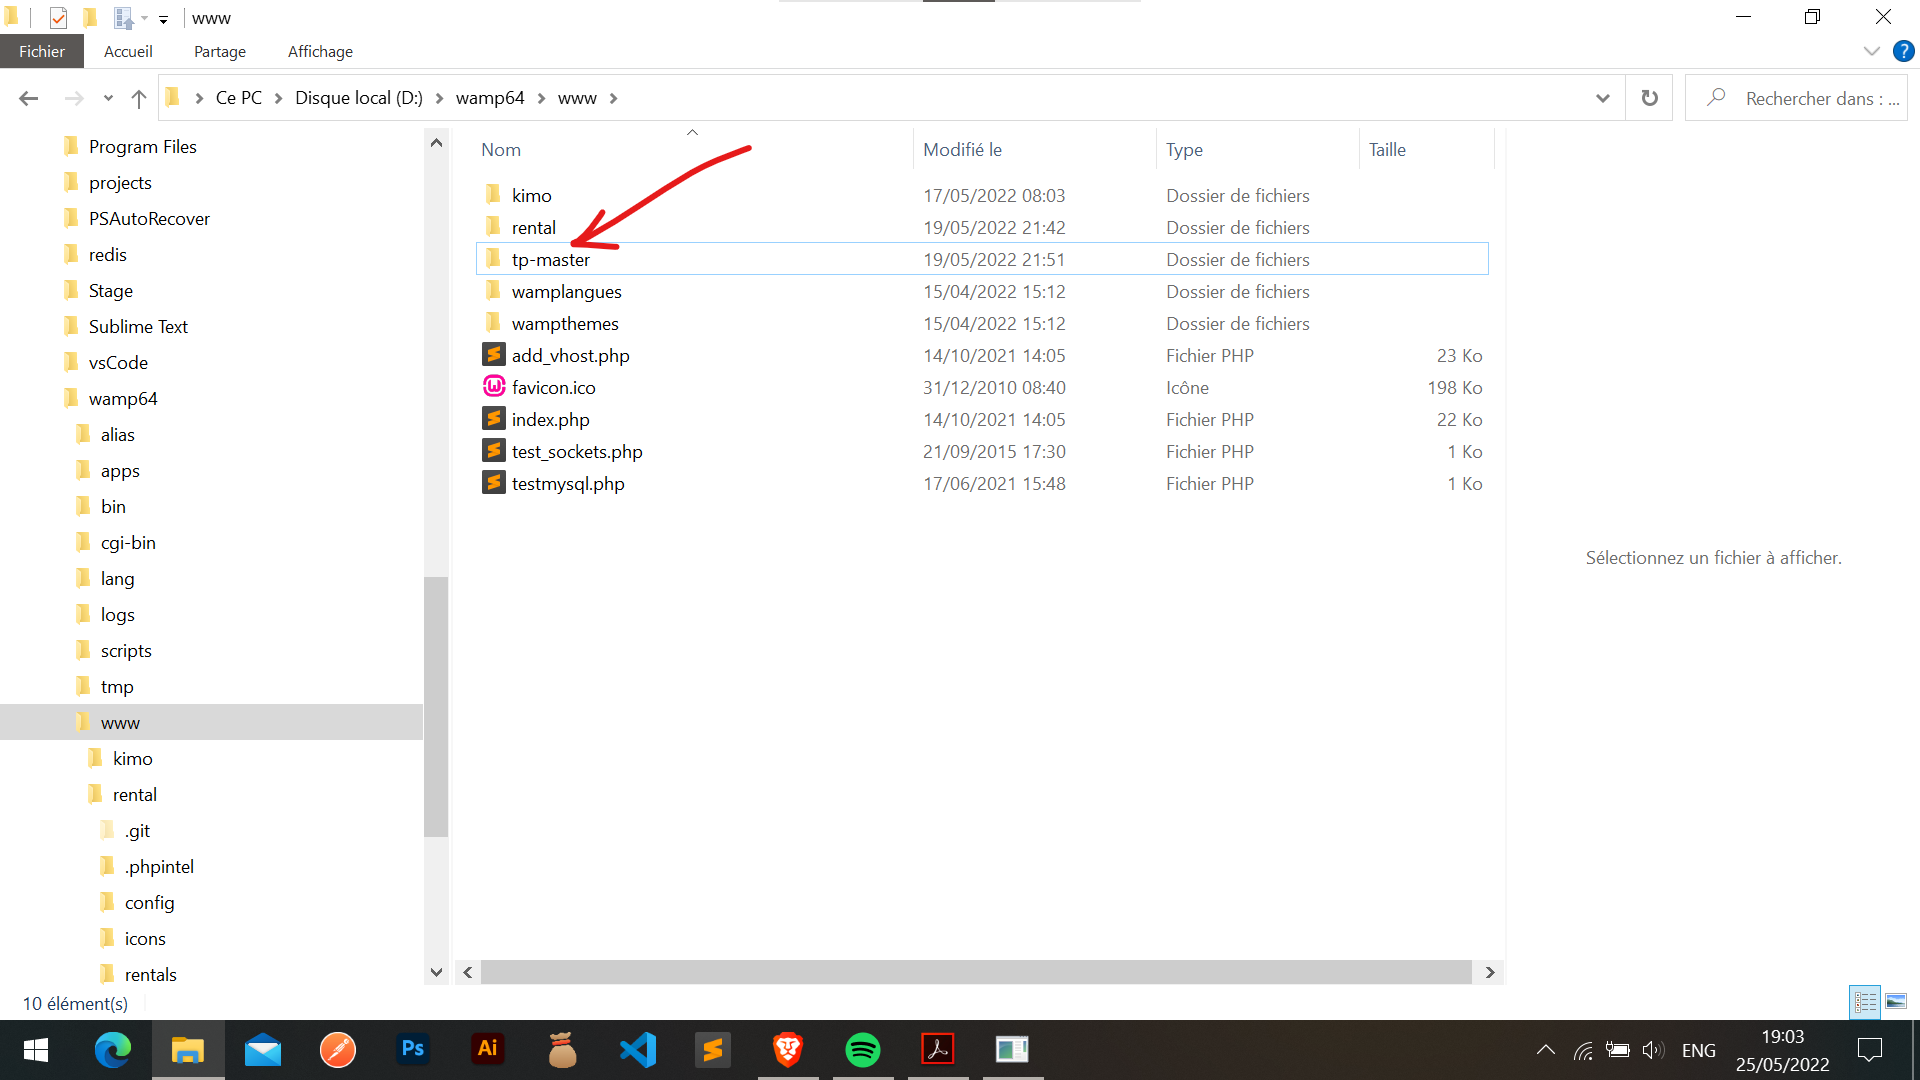 www
Fichier Accueil Partage Affichage
Ce PC Disque local (D:) wamp64 www
Rechercher dans : ...
Program Files
projects
PSAutoRecover
redis
Stage
Sublime Text
vsCode
wamp64
alias
apps
bin
cgi-bin
lang
logs
scripts
tmp
www
kimo
rental
.git
.phpintel
config
icons
rentals
Nom Modifié le Type Taille
kimo 17/05/2022 08:03 Dossier de fichiers
rental 19/05/2022 21:42 Dossier de fichiers
tp-master 19/05/2022 21:51 Dossier de fichiers
wamplangues 15/04/2022 15:12 Dossier de fichiers
wampthemes 15/04/2022 15:12 Dossier de fichiers
add_vhost.php 14/10/2021 14:05 Fichier PHP 23 Ko
favicon.ico 31/12/2010 08:40 Icône 198 Ko
index.php 14/10/2021 14:05 Fichier PHP 22 Ko
test_sockets.php 21/09/2015 17:30 Fichier PHP 1 Ko
testmysql.php 17/06/2021 15:48 Fichier PHP 1 Ko
Sélectionnez un fichier à afficher.
10 élément(s)
Ps Ai
ENG
19:03
25/05/2022